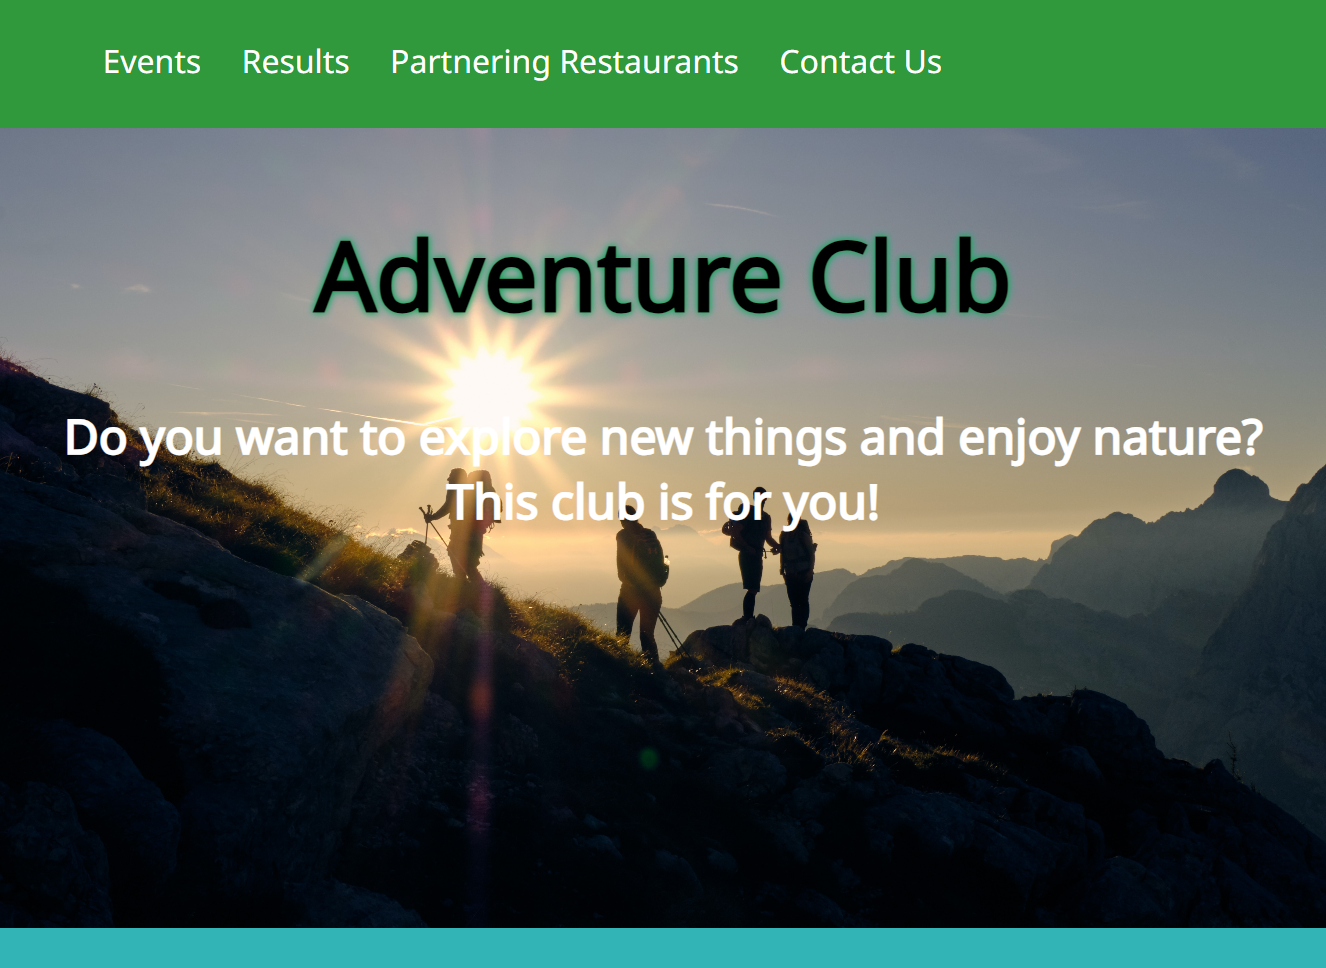 Events Results Partnering Restaurants Contact Us
Adventure Club
Do you want to explore new things and enjoy nature?
This club is for you!